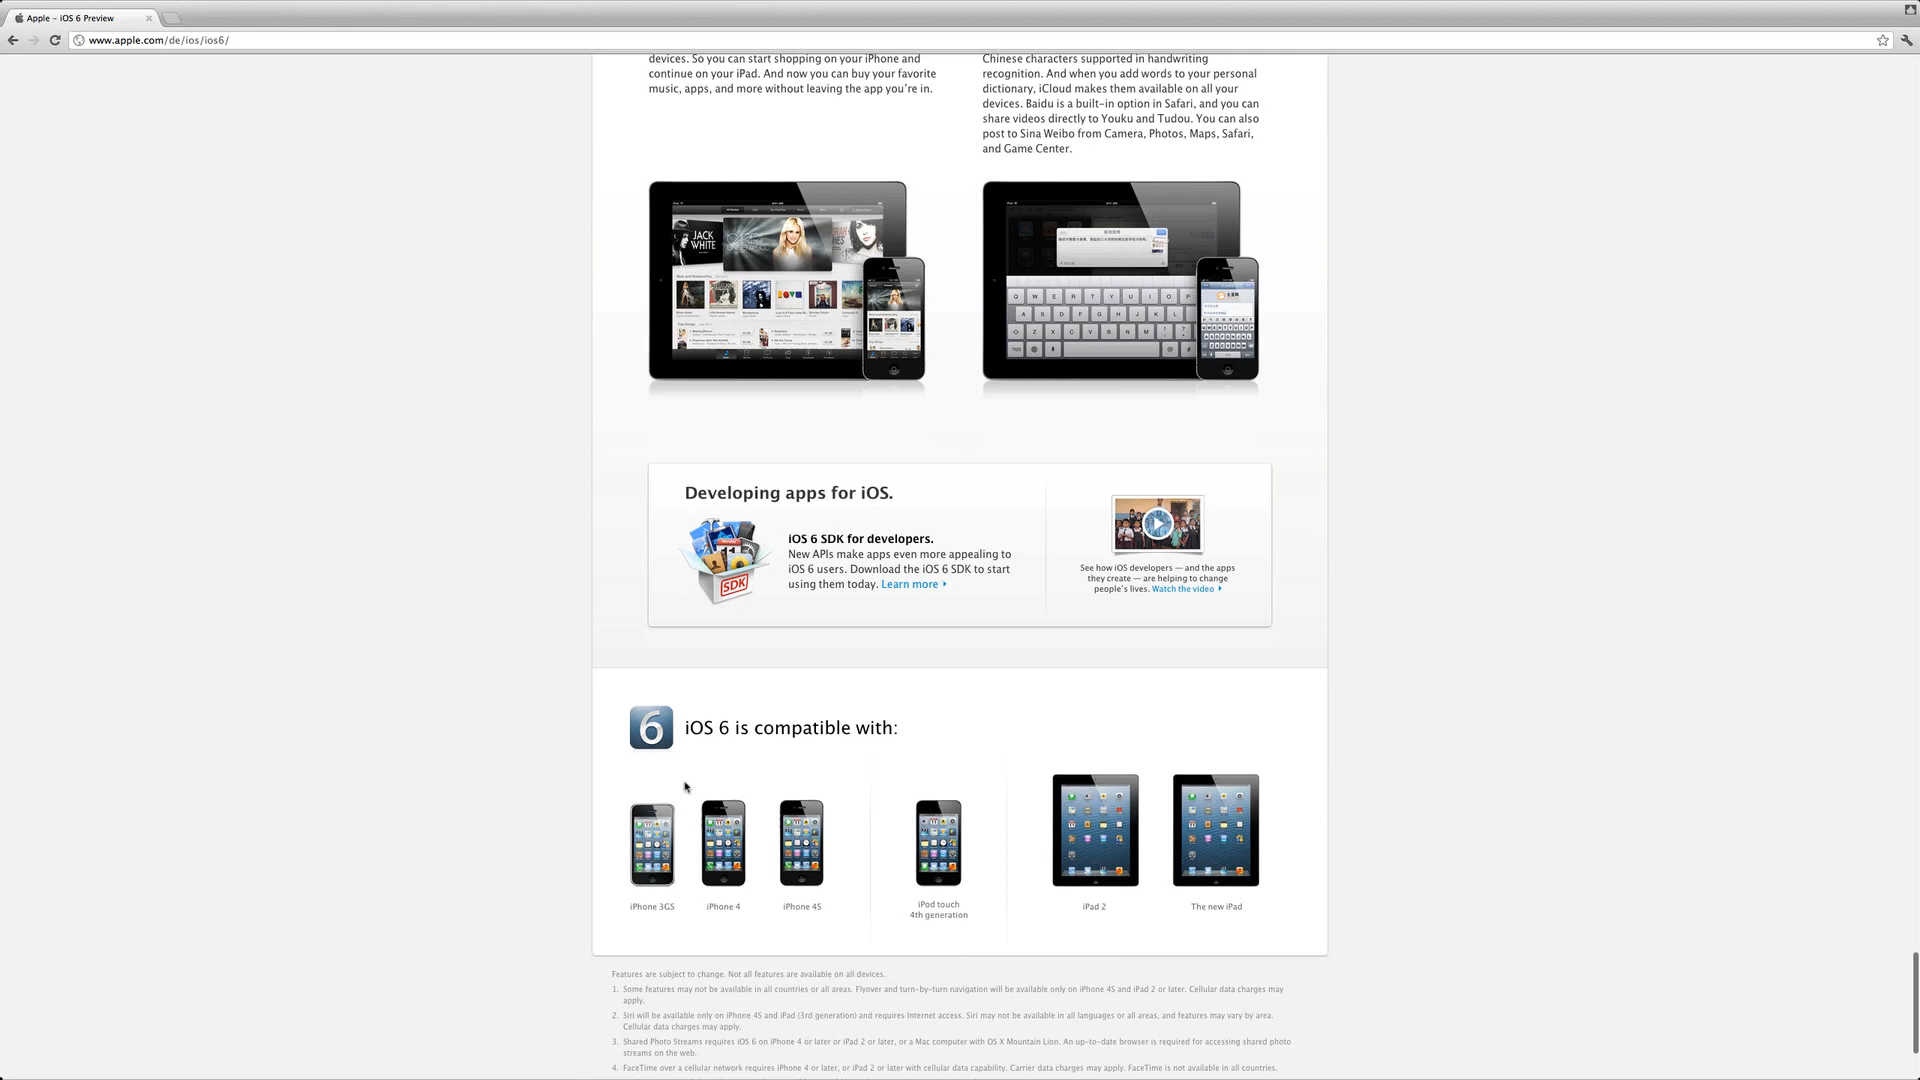 Apple – iOS 6 Preview
www.apple.com/de/ios/ios6/
devices. So you can start shopping on your iPhone and
continue on your iPad. And now you can buy your favorite
music, apps, and more without leaving the app you’re in.
Chinese characters supported in handwriting
recognition. And when you add words to your personal
dictionary, iCloud makes them available on all your
devices. Baidu is a built-in option in Safari, and you can
share videos directly to Youku and Tudou. You can also
post to Sina Weibo from Camera, Photos, Maps, Safari,
and Game Center.
JACK
WHITE
Q W E R T Y U I O P
A S D F G H J K L
Z X C V B N M
Developing apps for iOS.
SDK
iOS 6 SDK for developers.
New APIs make apps even more appealing to
iOS 6 users. Download the iOS 6 SDK to start
using them today. Learn more
See how iOS developers — and the apps
they create — are helping to change
people’s lives. Watch the video
6
iOS 6 is compatible with:
iPhone 3GS
iPhone 4
iPhone 4S
iPod touch
4th generation
iPad 2
The new iPad
Features are subject to change. Not all features are available on all devices.
1. Some features may not be available in all countries or all areas. Flyover and turn-by-turn navigation will be available only on iPhone 4S and iPad 2 or later. Cellular data charges may
apply.
2. Siri will be available only on iPhone 4S and iPad (3rd generation) and requires Internet access. Siri may not be available in all languages or all areas, and features may vary by area.
Cellular data charges may apply.
3. Shared Photo Streams requires iOS 6 on iPhone 4 or later or iPad 2 or later, or a Mac computer with OS X Mountain Lion. An up-to-date browser is required for accessing shared photo
streams on the web.
4. FaceTime over a cellular network requires iPhone 4 or later, or iPad 2 or later with cellular data capability. Carrier data charges may apply. FaceTime is not available in all countries.